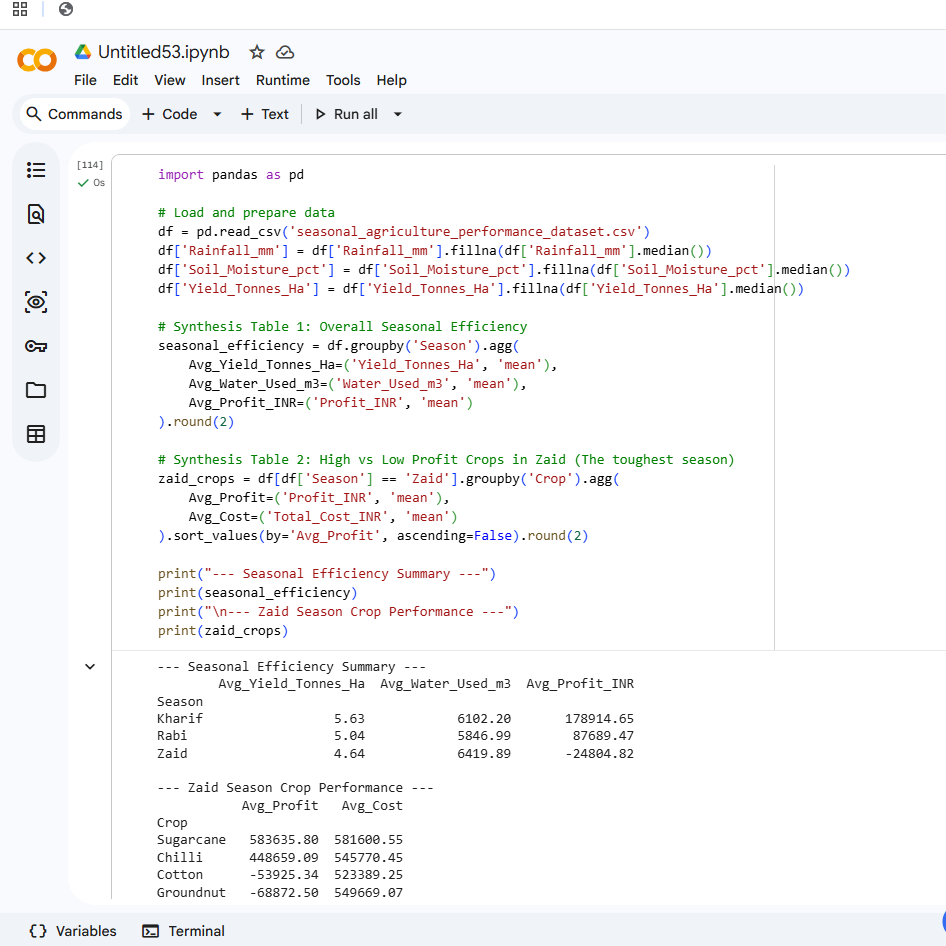 Untitled53.ipynb
File Edit View Insert Runtime Tools Help
Commands + Code + Text Run all
[114]
0s
import pandas as pd
# Load and prepare data
df = pd.read_csv('seasonal_agriculture_performance_dataset.csv')
df['Rainfall_mm'] = df['Rainfall_mm'].fillna(df['Rainfall_mm'].median())
df['Soil_Moisture_pct'] = df['Soil_Moisture_pct'].fillna(df['Soil_Moisture_pct'].median())
df['Yield_Tonnes_Ha'] = df['Yield_Tonnes_Ha'].fillna(df['Yield_Tonnes_Ha'].median())
# Synthesis Table 1: Overall Seasonal Efficiency
seasonal_efficiency = df.groupby('Season').agg(
    Avg_Yield_Tonnes_Ha=('Yield_Tonnes_Ha', 'mean'),
    Avg_Water_Used_m3=('Water_Used_m3', 'mean'),
    Avg_Profit_INR=('Profit_INR', 'mean')
).round(2)
# Synthesis Table 2: High vs Low Profit Crops in Zaid (The toughest season)
zaid_crops = df[df['Season'] == 'Zaid'].groupby('Crop').agg(
    Avg_Profit=('Profit_INR', 'mean'),
    Avg_Cost=('Total_Cost_INR', 'mean')
).sort_values(by='Avg_Profit', ascending=False).round(2)
print("--- Seasonal Efficiency Summary ---")
print(seasonal_efficiency)
print("\n--- Zaid Season Crop Performance ---")
print(zaid_crops)
--- Seasonal Efficiency Summary ---
        Avg_Yield_Tonnes_Ha  Avg_Water_Used_m3  Avg_Profit_INR
Season
Kharif                 5.63            6102.20       178914.65
Rabi                   5.04            5846.99        87689.47
Zaid                   4.64            6419.89       -24804.82
--- Zaid Season Crop Performance ---
           Avg_Profit   Avg_Cost
Crop
Sugarcane   583635.80  581600.55
Chilli      448659.09  545770.45
Cotton      -53925.34  523389.25
Groundnut   -68872.50  549669.07
{} Variables Terminal